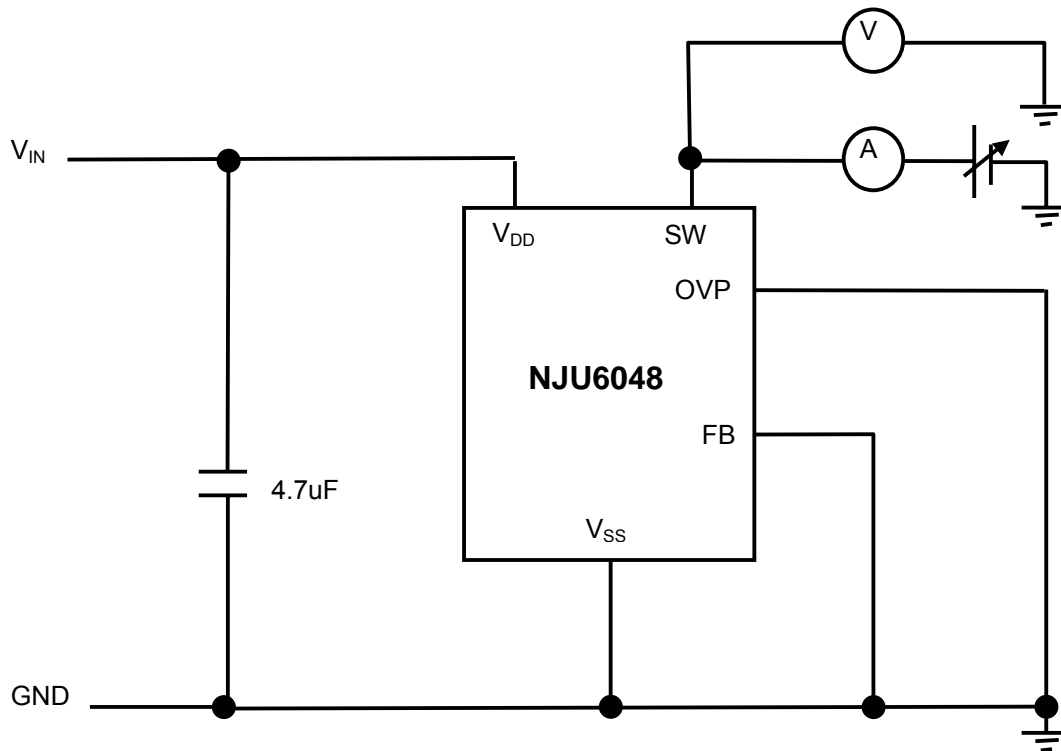 V
V_IN
A
V_DD
SW
OVP
NJU6048
FB
4.7uF
V_SS
GND